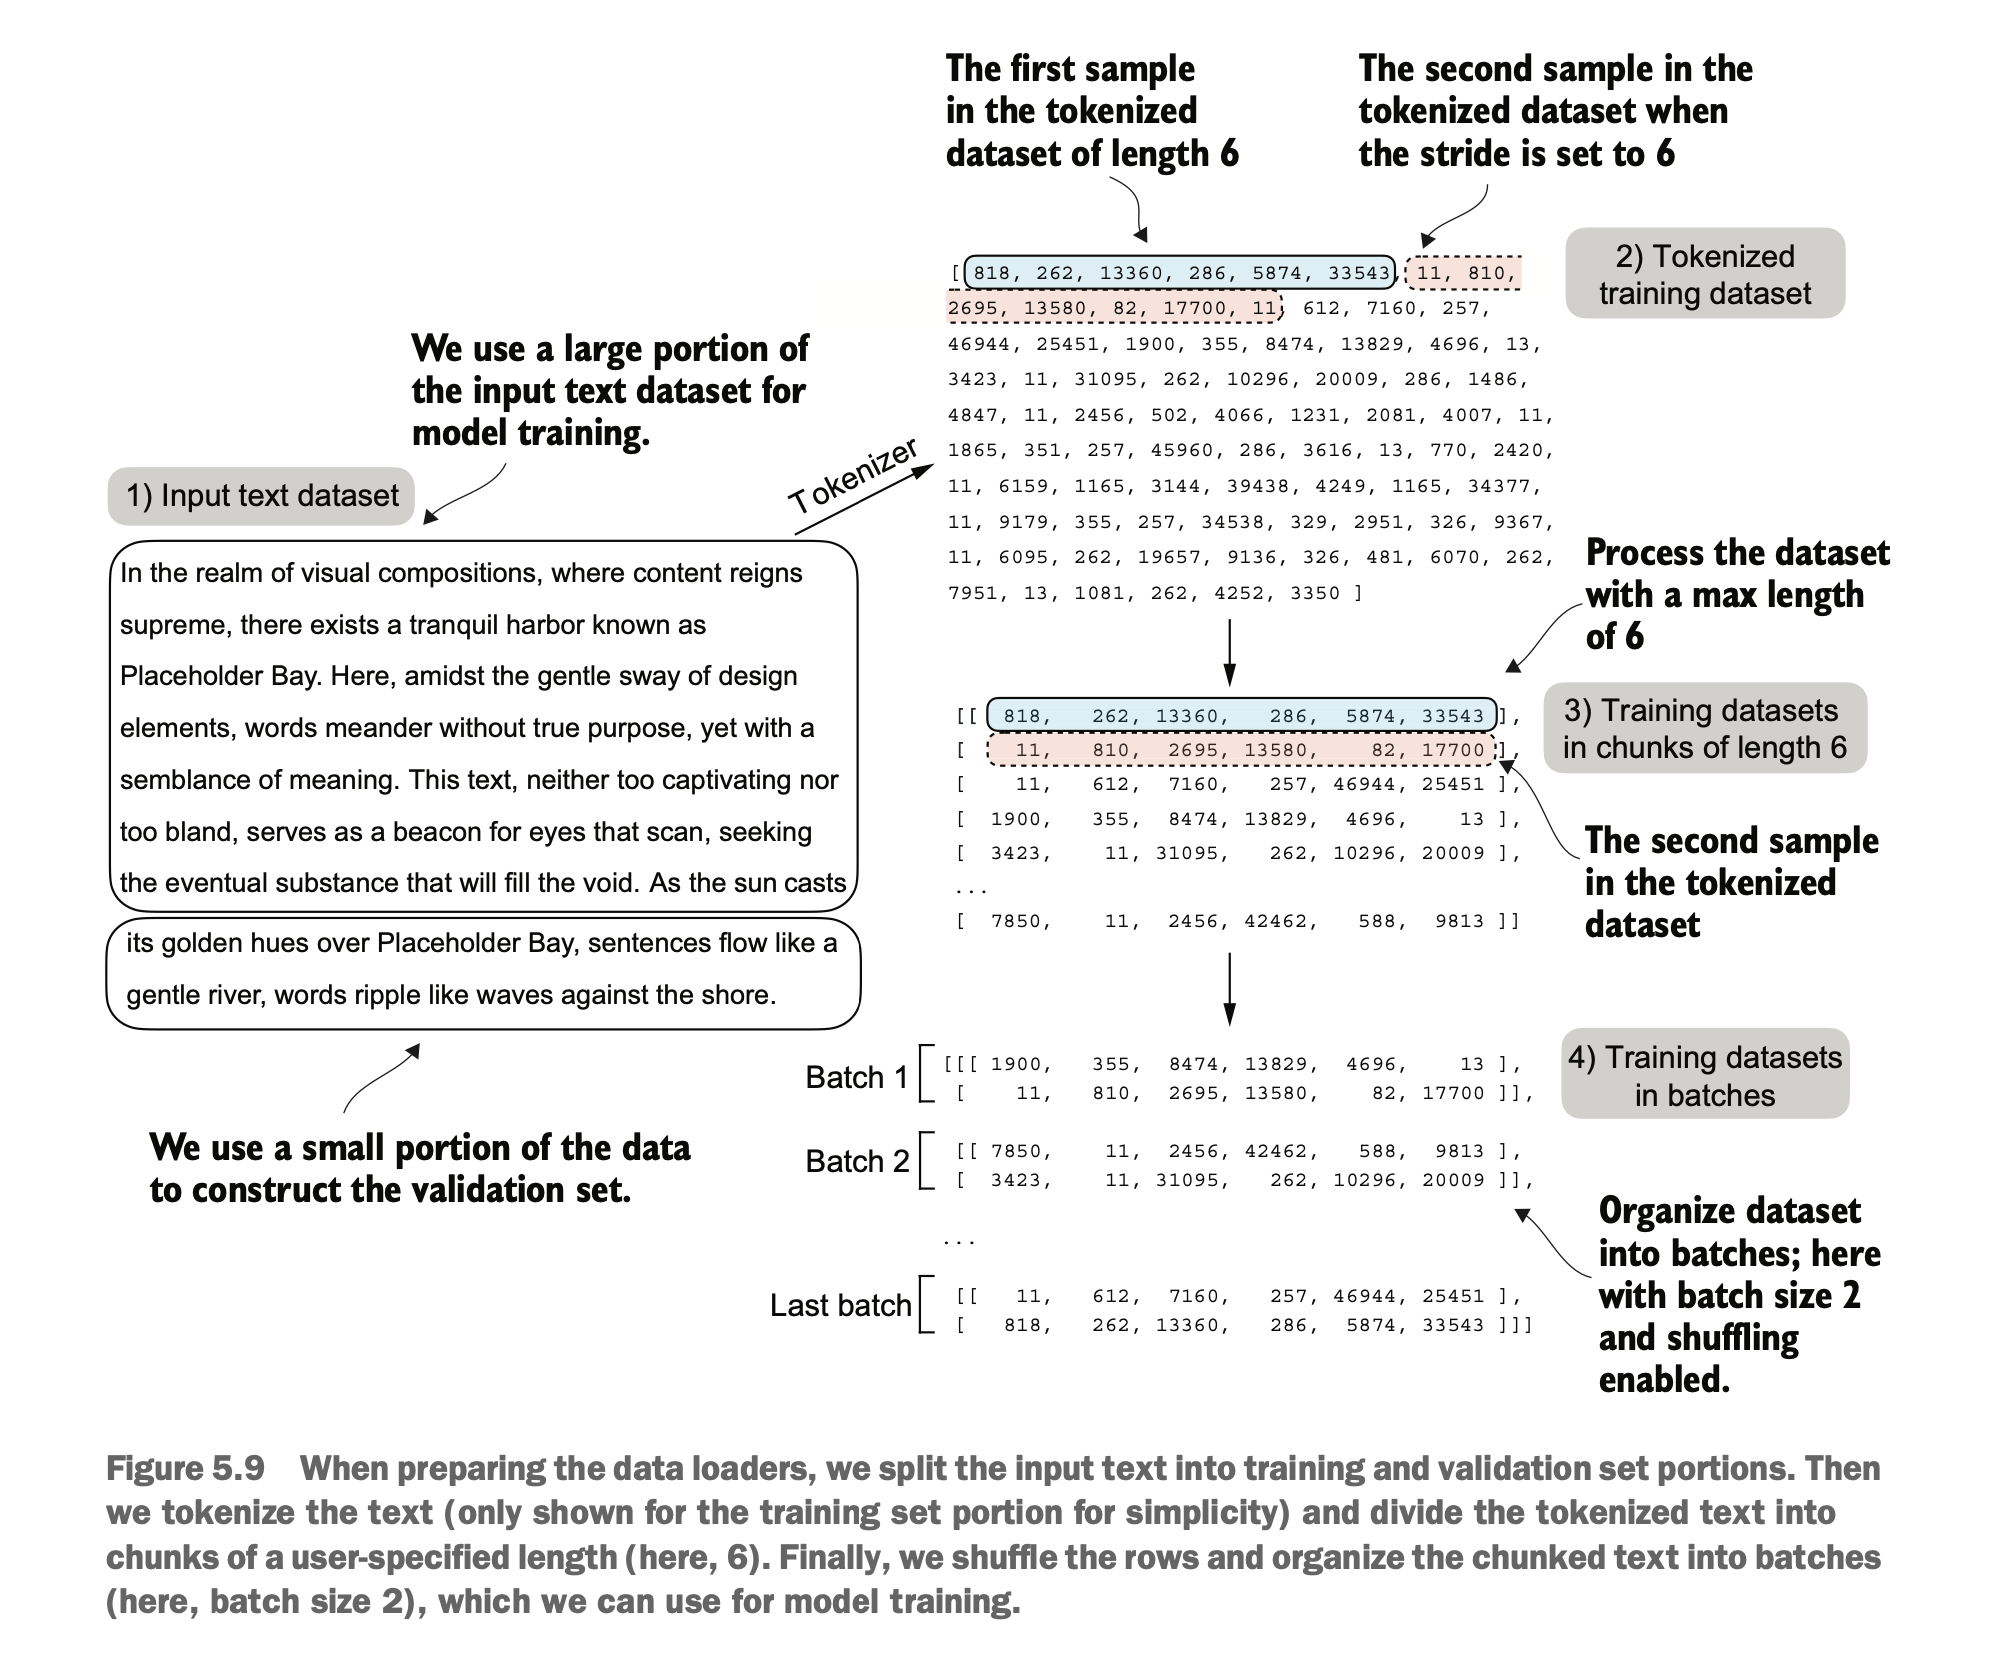 The first sample
in the tokenized
dataset of length 6
The second sample in the
tokenized dataset when
the stride is set to 6
2) Tokenized
training dataset
[ 818, 262, 13360, 286, 5874, 33543, 11, 810,
2695, 13580, 82, 17700, 11, 612, 7160, 257,
46944, 25451, 1900, 355, 8474, 13829, 4696, 13,
3423, 11, 31095, 262, 10296, 20009, 286, 1486,
4847, 11, 2456, 502, 4066, 1231, 2081, 4007, 11,
1865, 351, 257, 45960, 286, 3616, 13, 770, 2420,
11, 6159, 1165, 3144, 39438, 4249, 1165, 34377,
11, 9179, 355, 257, 34538, 329, 2951, 326, 9367,
11, 6095, 262, 19657, 9136, 326, 481, 6070, 262,
7951, 13, 1081, 262, 4252, 3350 ]
We use a large portion of
the input text dataset for
model training.
Tokenizer
1) Input text dataset
In the realm of visual compositions, where content reigns
supreme, there exists a tranquil harbor known as
Placeholder Bay. Here, amidst the gentle sway of design
elements, words meander without true purpose, yet with a
semblance of meaning. This text, neither too captivating nor
too bland, serves as a beacon for eyes that scan, seeking
the eventual substance that will fill the void. As the sun casts
its golden hues over Placeholder Bay, sentences flow like a
gentle river, words ripple like waves against the shore.
We use a small portion of the data
to construct the validation set.
Process the dataset
with a max length
of 6
3) Training datasets
in chunks of length 6
[[ 818, 262, 13360, 286, 5874, 33543 ],
[ 11, 810, 2695, 13580, 82, 17700 ],
[ 11, 612, 7160, 257, 46944, 25451 ],
[ 1900, 355, 8474, 13829, 4696, 13 ],
[ 3423, 11, 31095, 262, 10296, 20009 ],
...
[ 7850, 11, 2456, 42462, 588, 9813 ]]
The second sample
in the tokenized
dataset
4) Training datasets
in batches
Batch 1
[[[ 1900, 355, 8474, 13829, 4696, 13 ],
[ 11, 810, 2695, 13580, 82, 17700 ]],
Batch 2
[[ 7850, 11, 2456, 42462, 588, 9813 ],
[ 3423, 11, 31095, 262, 10296, 20009 ]],
...
Last batch
[[ 11, 612, 7160, 257, 46944, 25451 ],
[ 818, 262, 13360, 286, 5874, 33543 ]]]
Organize dataset
into batches; here
with batch size 2
and shuffling
enabled.
Figure 5.9 When preparing the data loaders, we split the input text into training and validation set portions. Then
we tokenize the text (only shown for the training set portion for simplicity) and divide the tokenized text into
chunks of a user-specified length (here, 6). Finally, we shuffle the rows and organize the chunked text into batches
(here, batch size 2), which we can use for model training.